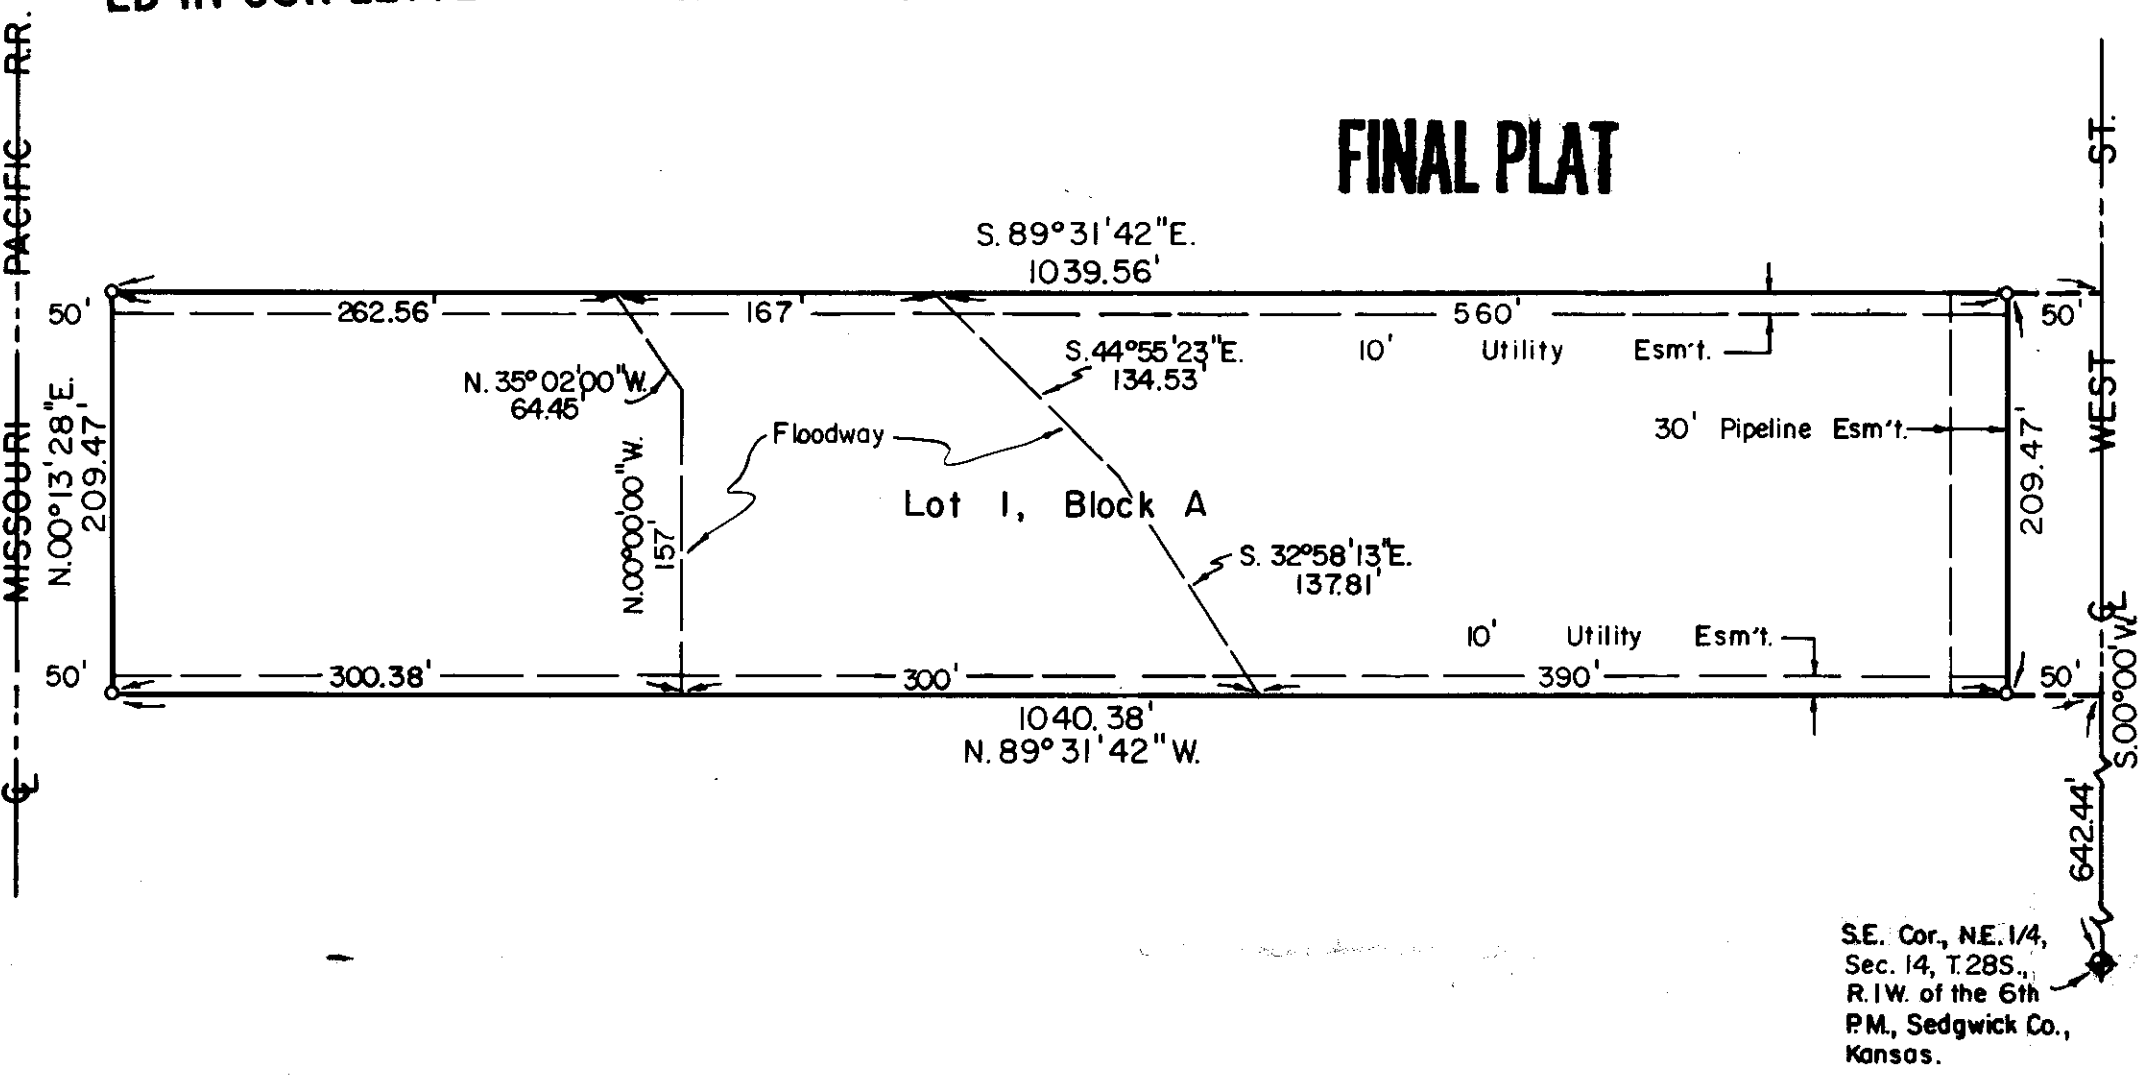 FINAL PLAT
MISSOURI PACIFIC R.R.
℄
S. 89°31'42"E.
1039.56'
50'
262.56'
167'
560'
50'
10' Utility Esm't.
S. 44°55'23"E.
134.53'
N. 35°02'00"W.
64.45'
Floodway
30' Pipeline Esm't.
N.00°13'28"E.
209.47'
N.00°00'00"W.
157'
Lot 1, Block A
209.47'
WEST ST.
℄
S. 32°58'13"E.
137.81'
10' Utility Esm't.
50'
300.38'
300'
390'
50'
1040.38'
N. 89°31'42"W.
S.00°00'W.
642.44'
S.E. Cor., N.E. 1/4,
Sec. 14, T.28S.,
R.1W. of the 6th
P.M., Sedgwick Co.,
Kansas.